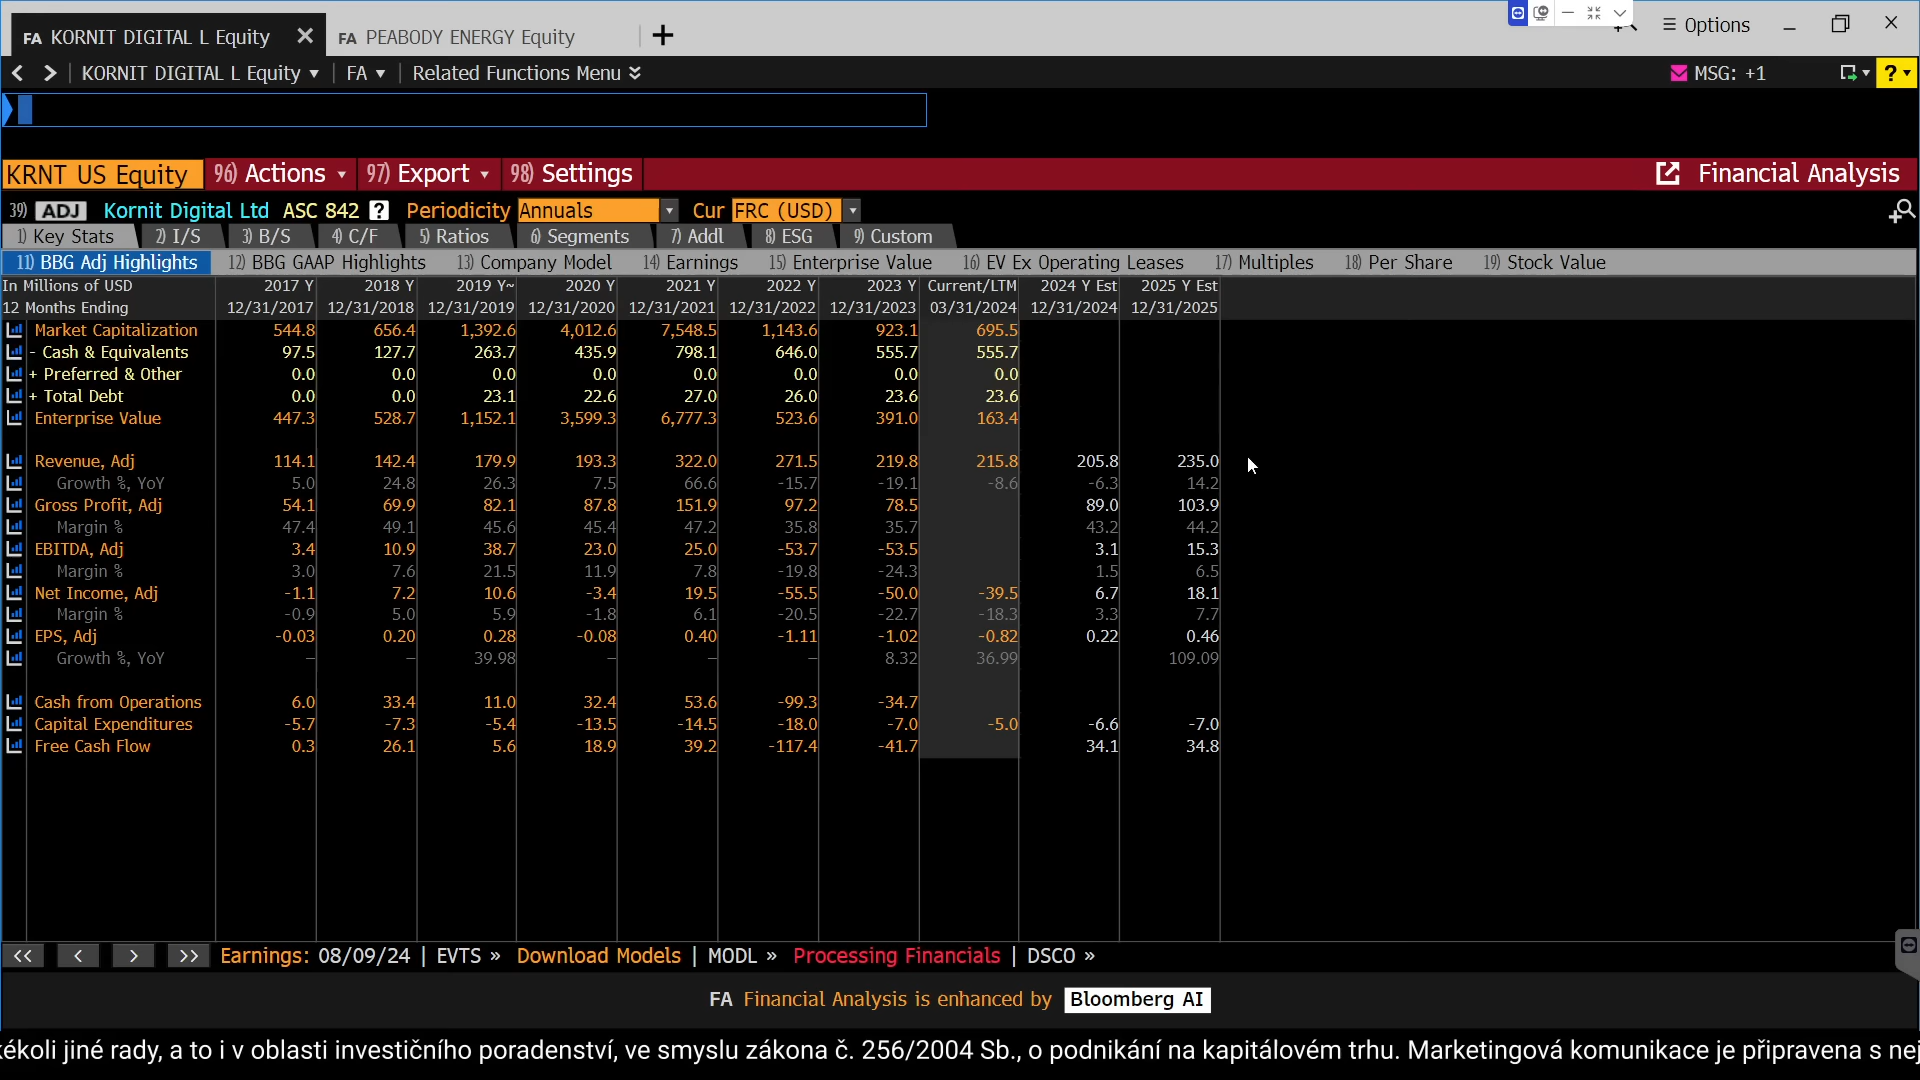 FA KORNIT DIGITAL L Equity × FA PEABODY ENERGY Equity + Options
KORNIT DIGITAL L Equity FA Related Functions Menu MSG: +1 ?
KRNT US Equity 96) Actions 97) Export 98) Settings Financial Analysis
39) ADJ Kornit Digital Ltd ASC 842 ? Periodicity Annuals Cur FRC (USD)
1) Key Stats 2) I/S 3) B/S 4) C/F 5) Ratios 6) Segments 7) Addl 8) ESG 9) Custom
11) BBG Adj Highlights 12) BBG GAAP Highlights 13) Company Model 14) Earnings 15) Enterprise Value 16) EV Ex Operating Leases 17) Multiples 18) Per Share 19) Stock Value
In Millions of USD 2017 Y 2018 Y 2019 Y~ 2020 Y 2021 Y 2022 Y 2023 Y Current/LTM 2024 Y Est 2025 Y Est
12 Months Ending 12/31/2017 12/31/2018 12/31/2019 12/31/2020 12/31/2021 12/31/2022 12/31/2023 03/31/2024 12/31/2024 12/31/2025
Market Capitalization 544.8 656.4 1,392.6 4,012.6 7,548.5 1,143.6 923.1 695.5
- Cash & Equivalents 97.5 127.7 263.7 435.9 798.1 646.0 555.7 555.7
+ Preferred & Other 0.0 0.0 0.0 0.0 0.0 0.0 0.0 0.0
+ Total Debt 0.0 0.0 23.1 22.6 27.0 26.0 23.6 23.6
Enterprise Value 447.3 528.7 1,152.1 3,599.3 6,777.3 523.6 391.0 163.4
Revenue, Adj 114.1 142.4 179.9 193.3 322.0 271.5 219.8 215.8 205.8 235.0
Growth %, YoY 5.0 24.8 26.3 7.5 66.6 -15.7 -19.1 -8.6 -6.3 14.2
Gross Profit, Adj 54.1 69.9 82.1 87.8 151.9 97.2 78.5 89.0 103.9
Margin % 47.4 49.1 45.6 45.4 47.2 35.8 35.7 43.2 44.2
EBITDA, Adj 3.4 10.9 38.7 23.0 25.0 -53.7 -53.5 3.1 15.3
Margin % 3.0 7.6 21.5 11.9 7.8 -19.8 -24.3 1.5 6.5
Net Income, Adj -1.1 7.2 10.6 -3.4 19.5 -55.5 -50.0 -39.5 6.7 18.1
Margin % -0.9 5.0 5.9 -1.8 6.1 -20.5 -22.7 -18.3 3.3 7.7
EPS, Adj -0.03 0.20 0.28 -0.08 0.40 -1.11 -1.02 -0.82 0.22 0.46
Growth %, YoY – – 39.98 – – – 8.32 36.99 109.09
Cash from Operations 6.0 33.4 11.0 32.4 53.6 -99.3 -34.7
Capital Expenditures -5.7 -7.3 -5.4 -13.5 -14.5 -18.0 -7.0 -5.0 -6.6 -7.0
Free Cash Flow 0.3 26.1 5.6 18.9 39.2 -117.4 -41.7 34.1 34.8
<< < > >> Earnings: 08/09/24 | EVTS » Download Models | MODL » Processing Financials | DSCO »
FA Financial Analysis is enhanced by Bloomberg AI
kékoli jiné rady, a to i v oblasti investičního poradenství, ve smyslu zákona č. 256/2004 Sb., o podnikání na kapitálovém trhu. Marketingová komunikace je připravena s nej